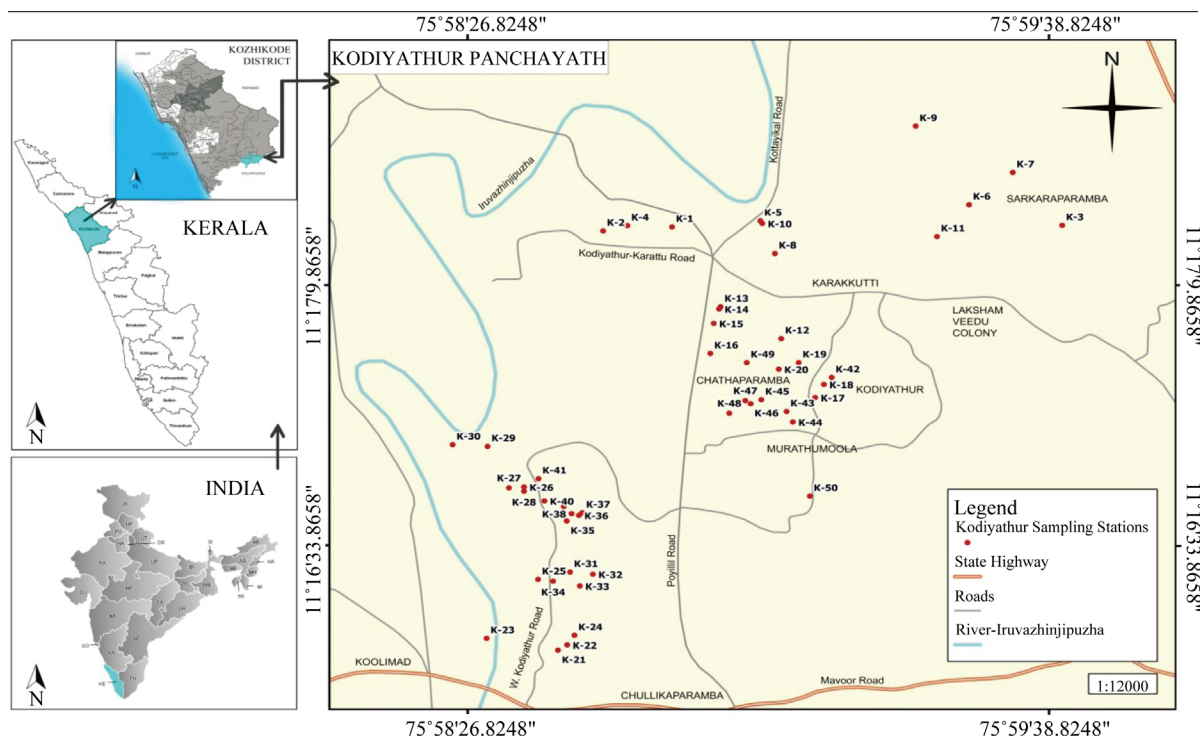 75°58'26.8248"
75°59'38.8248"
KOZHIKODE
DISTRICT
KODIYATHUR PANCHAYATH
N
Kottayikal Road
K-9
Iruvazhinjipuzha
K-7
K-6
SARKARAPARAMBA
K-5
K-4
K-2
K-1
K-10
K-3
K-11
KERALA
Kodiyathur-Karattu Road
K-8
11°17'9.8658"
11°17'9.8658"
KARAKKUTTI
K-13
K-14
K-15
LAKSHAM
VEEDU
COLONY
K-12
K-16
K-49
K-19
K-20
K-42
CHATHAPARAMBA
K-18
KODIYATHUR
K-47
K-45
K-17
K-48
K-46
K-43
K-44
N
K-30
K-29
MURATHUMOOLA
K-41
K-27
K-26
K-28
K-50
K-40
K-37
K-38
K-36
K-35
INDIA
Legend
Kodiyathur Sampling Stations
State Highway
Roads
River-Iruvazhinjipuzha
1:12000
11°16'33.8658"
11°16'33.8658"
Poyilil Road
K-25
K-31
K-32
K-34
K-33
K-23
K-24
K-22
K-21
W. Kodiyathur Road
KOOLIMAD
CHULLIKAPARAMBA
Mavoor Road
N
75°58'26.8248"
75°59'38.8248"